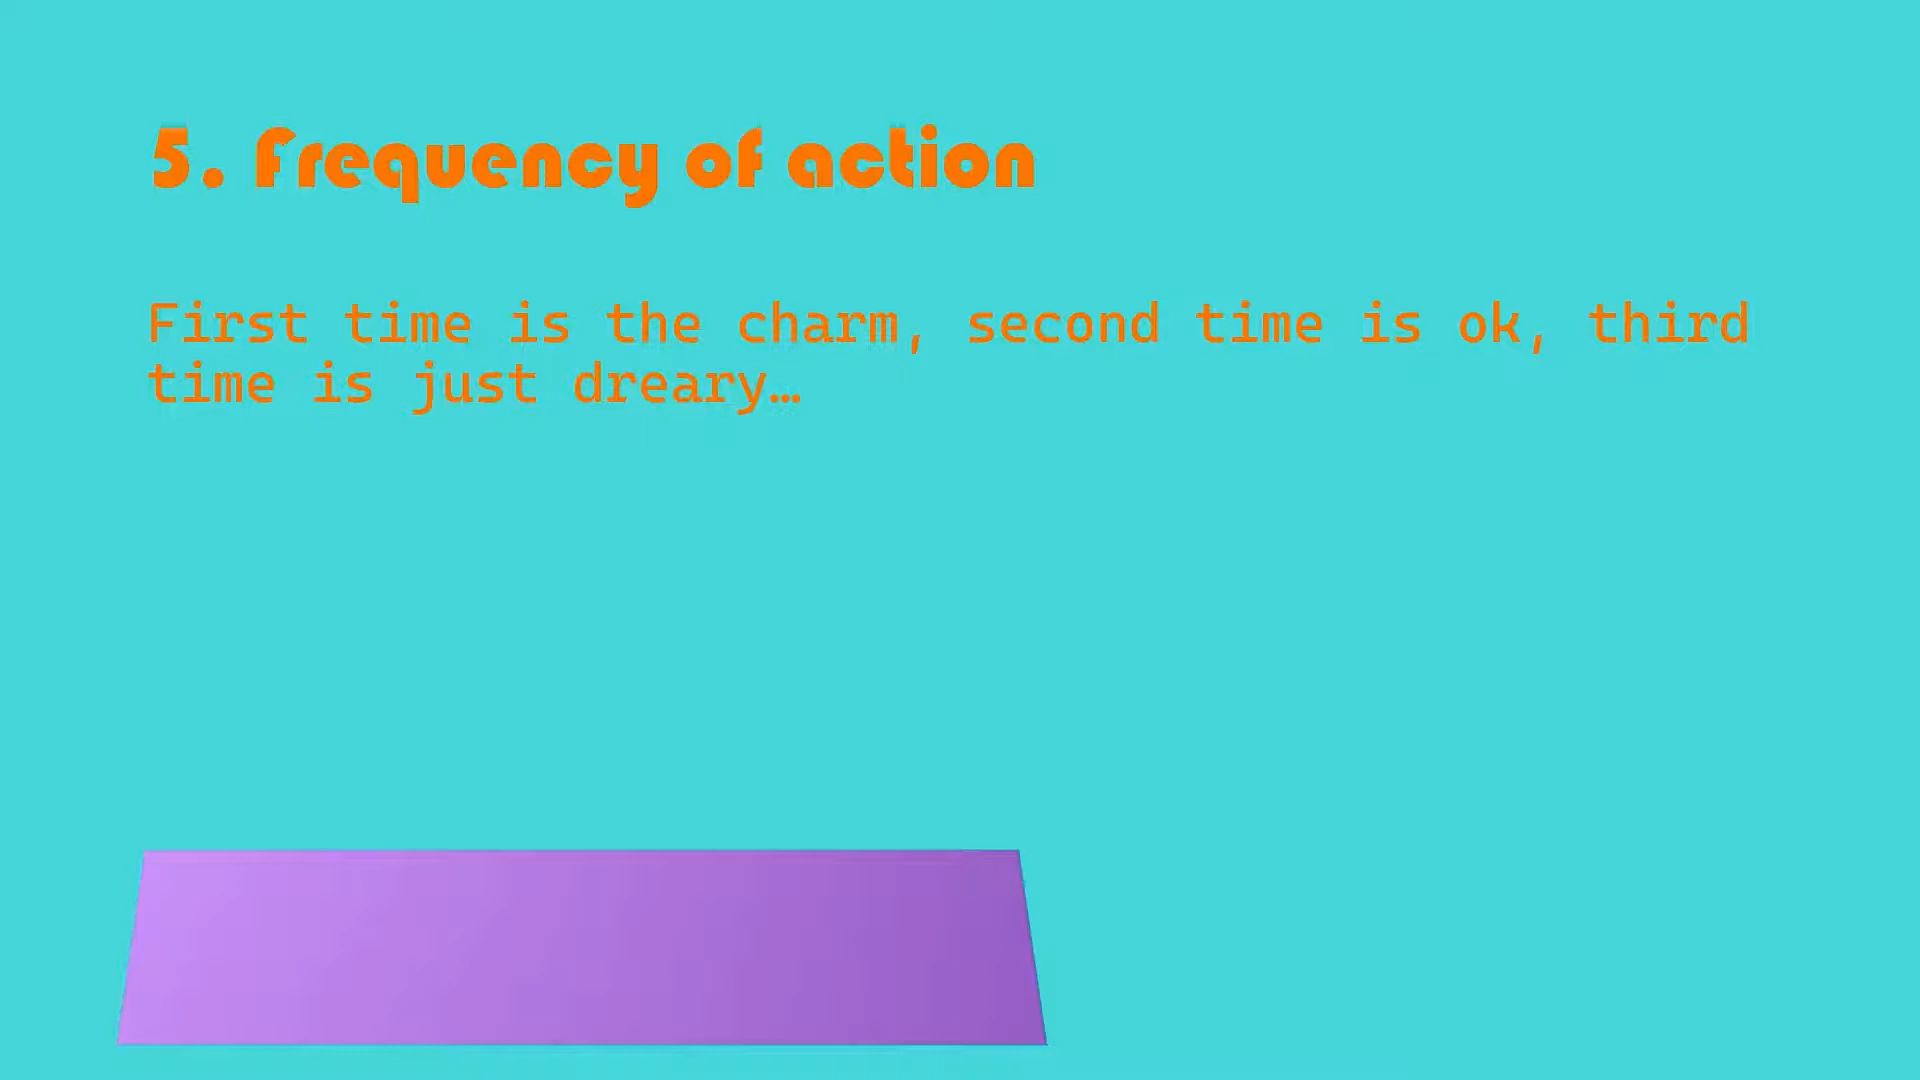 5. Frequency of action
First time is the charm, second time is ok, third
time is just dreary…